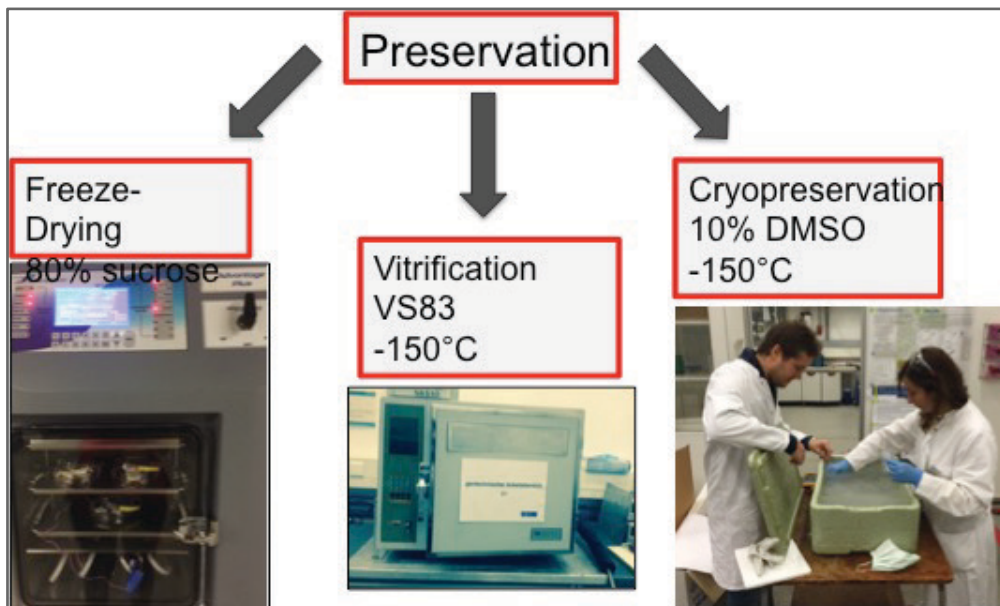 Preservation
Freeze-
Drying
80% sucrose
Vitrification
VS83
-150°C
Cryopreservation
10% DMSO
-150°C